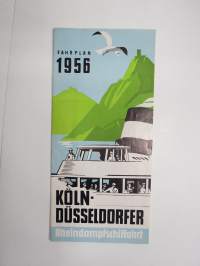 FAHRPLAN
1956
KÖLN-
DÜSSELDORFER
Rheindampfschiffahrt